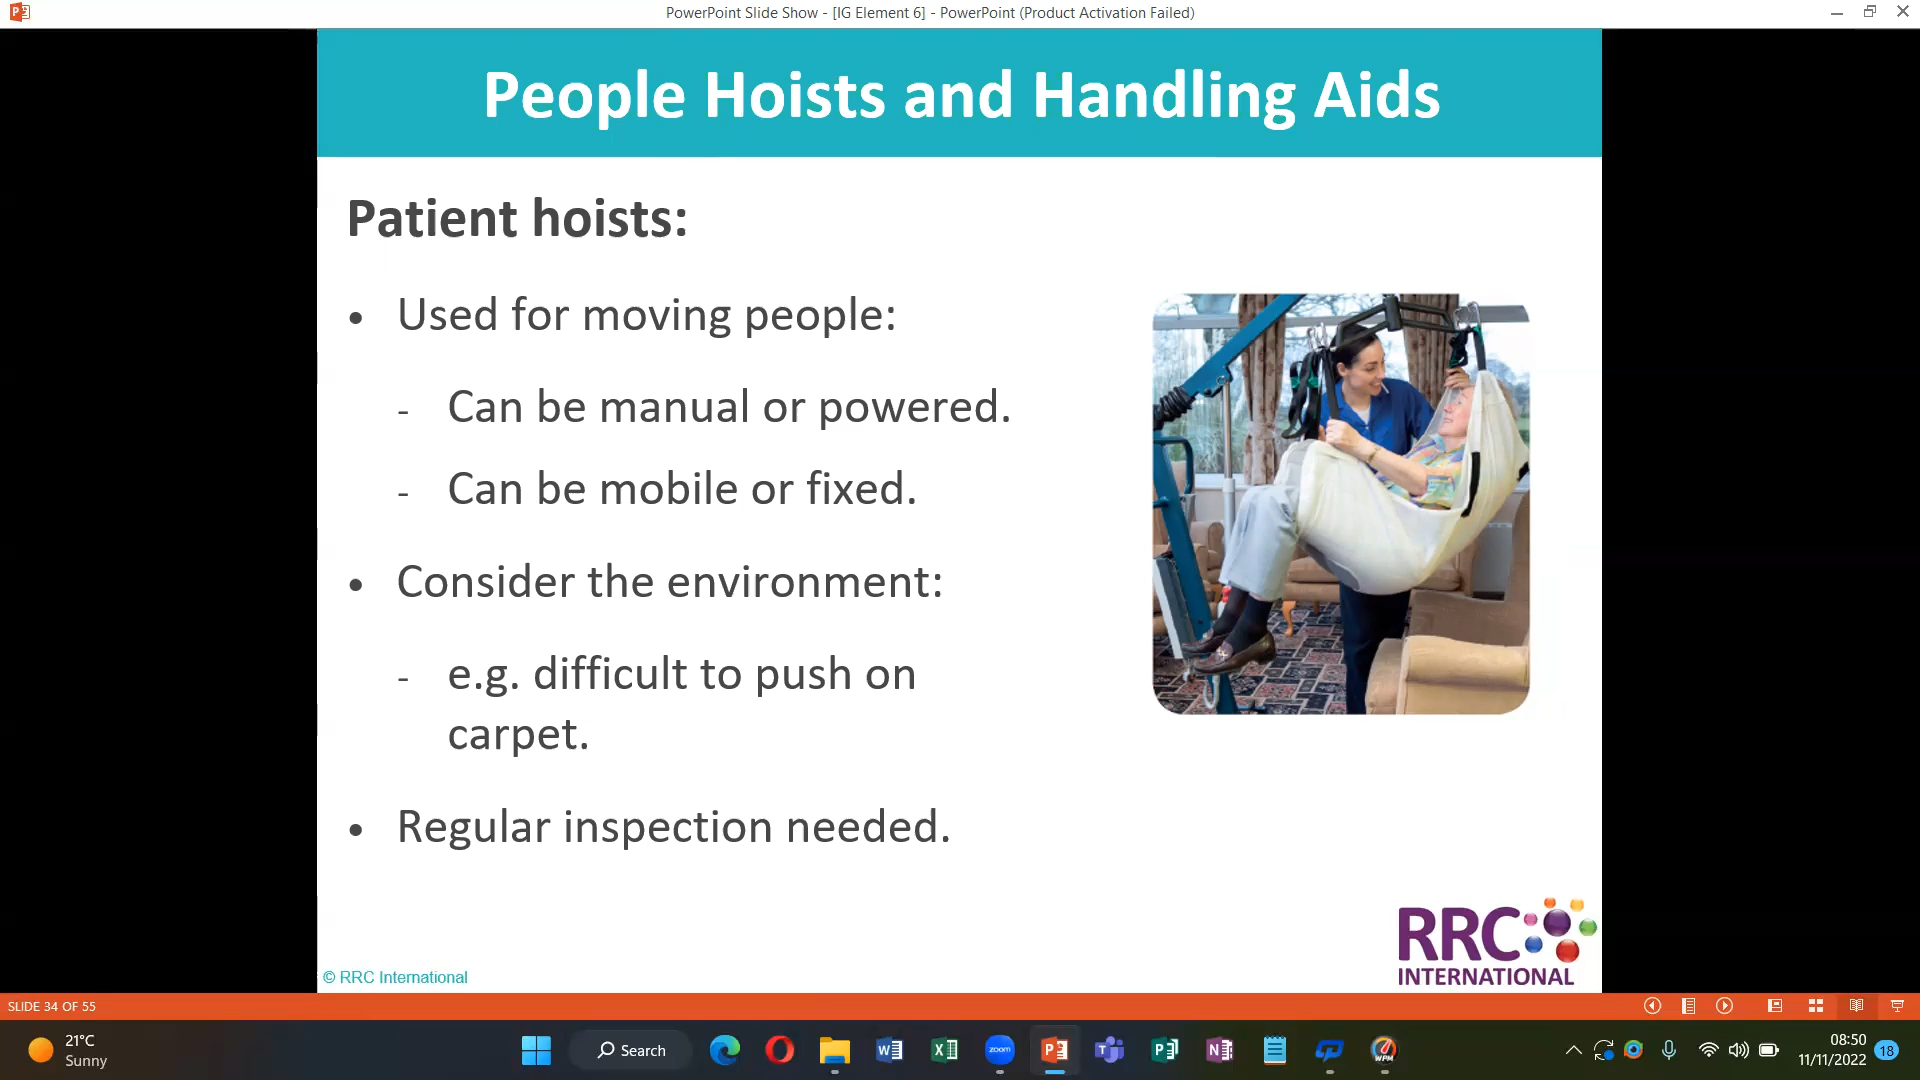 PowerPoint Slide Show - [IG Element 6] - PowerPoint (Product Activation Failed)
People Hoists and Handling Aids
Patient hoists:
• Used for moving people:
- Can be manual or powered.
- Can be mobile or fixed.
• Consider the environment:
- e.g. difficult to push on
carpet.
• Regular inspection needed.
RRC
INTERNATIONAL
© RRC International
SLIDE 34 OF 55
21°C
Sunny
Search
zoom
WPM
08:50
11/11/2022
18